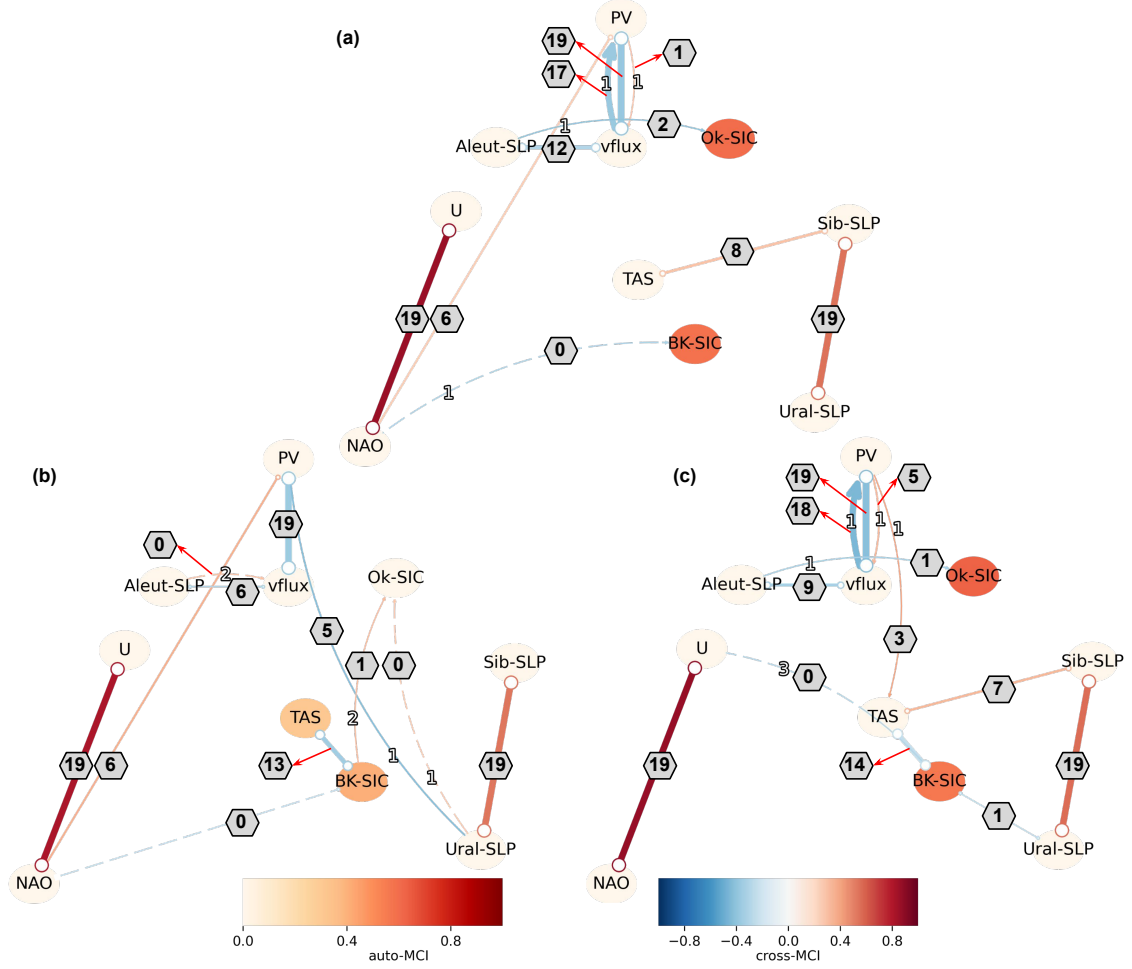 (a)
PV
19
1
17
1
1
1
2
Aleut-SLP
12
vflux
Ok-SIC
U
Sib-SLP
8
TAS
19
6
19
0
BK-SIC
1
Ural-SLP
NAO
(b)
PV
19
0
2
Aleut-SLP
6
vflux
Ok-SIC
5
U
1
0
Sib-SLP
TAS
2
19
6
13
1
1
19
BK-SIC
0
Ural-SLP
NAO
(c)
PV
19
5
18
1
1
1
1
1
Aleut-SLP
9
vflux
Ok-SIC
3
U
3
0
Sib-SLP
7
TAS
19
14
19
BK-SIC
1
Ural-SLP
NAO
0.0
0.4
0.8
auto-MCI
−0.8
−0.4
0.0
0.4
0.8
cross-MCI